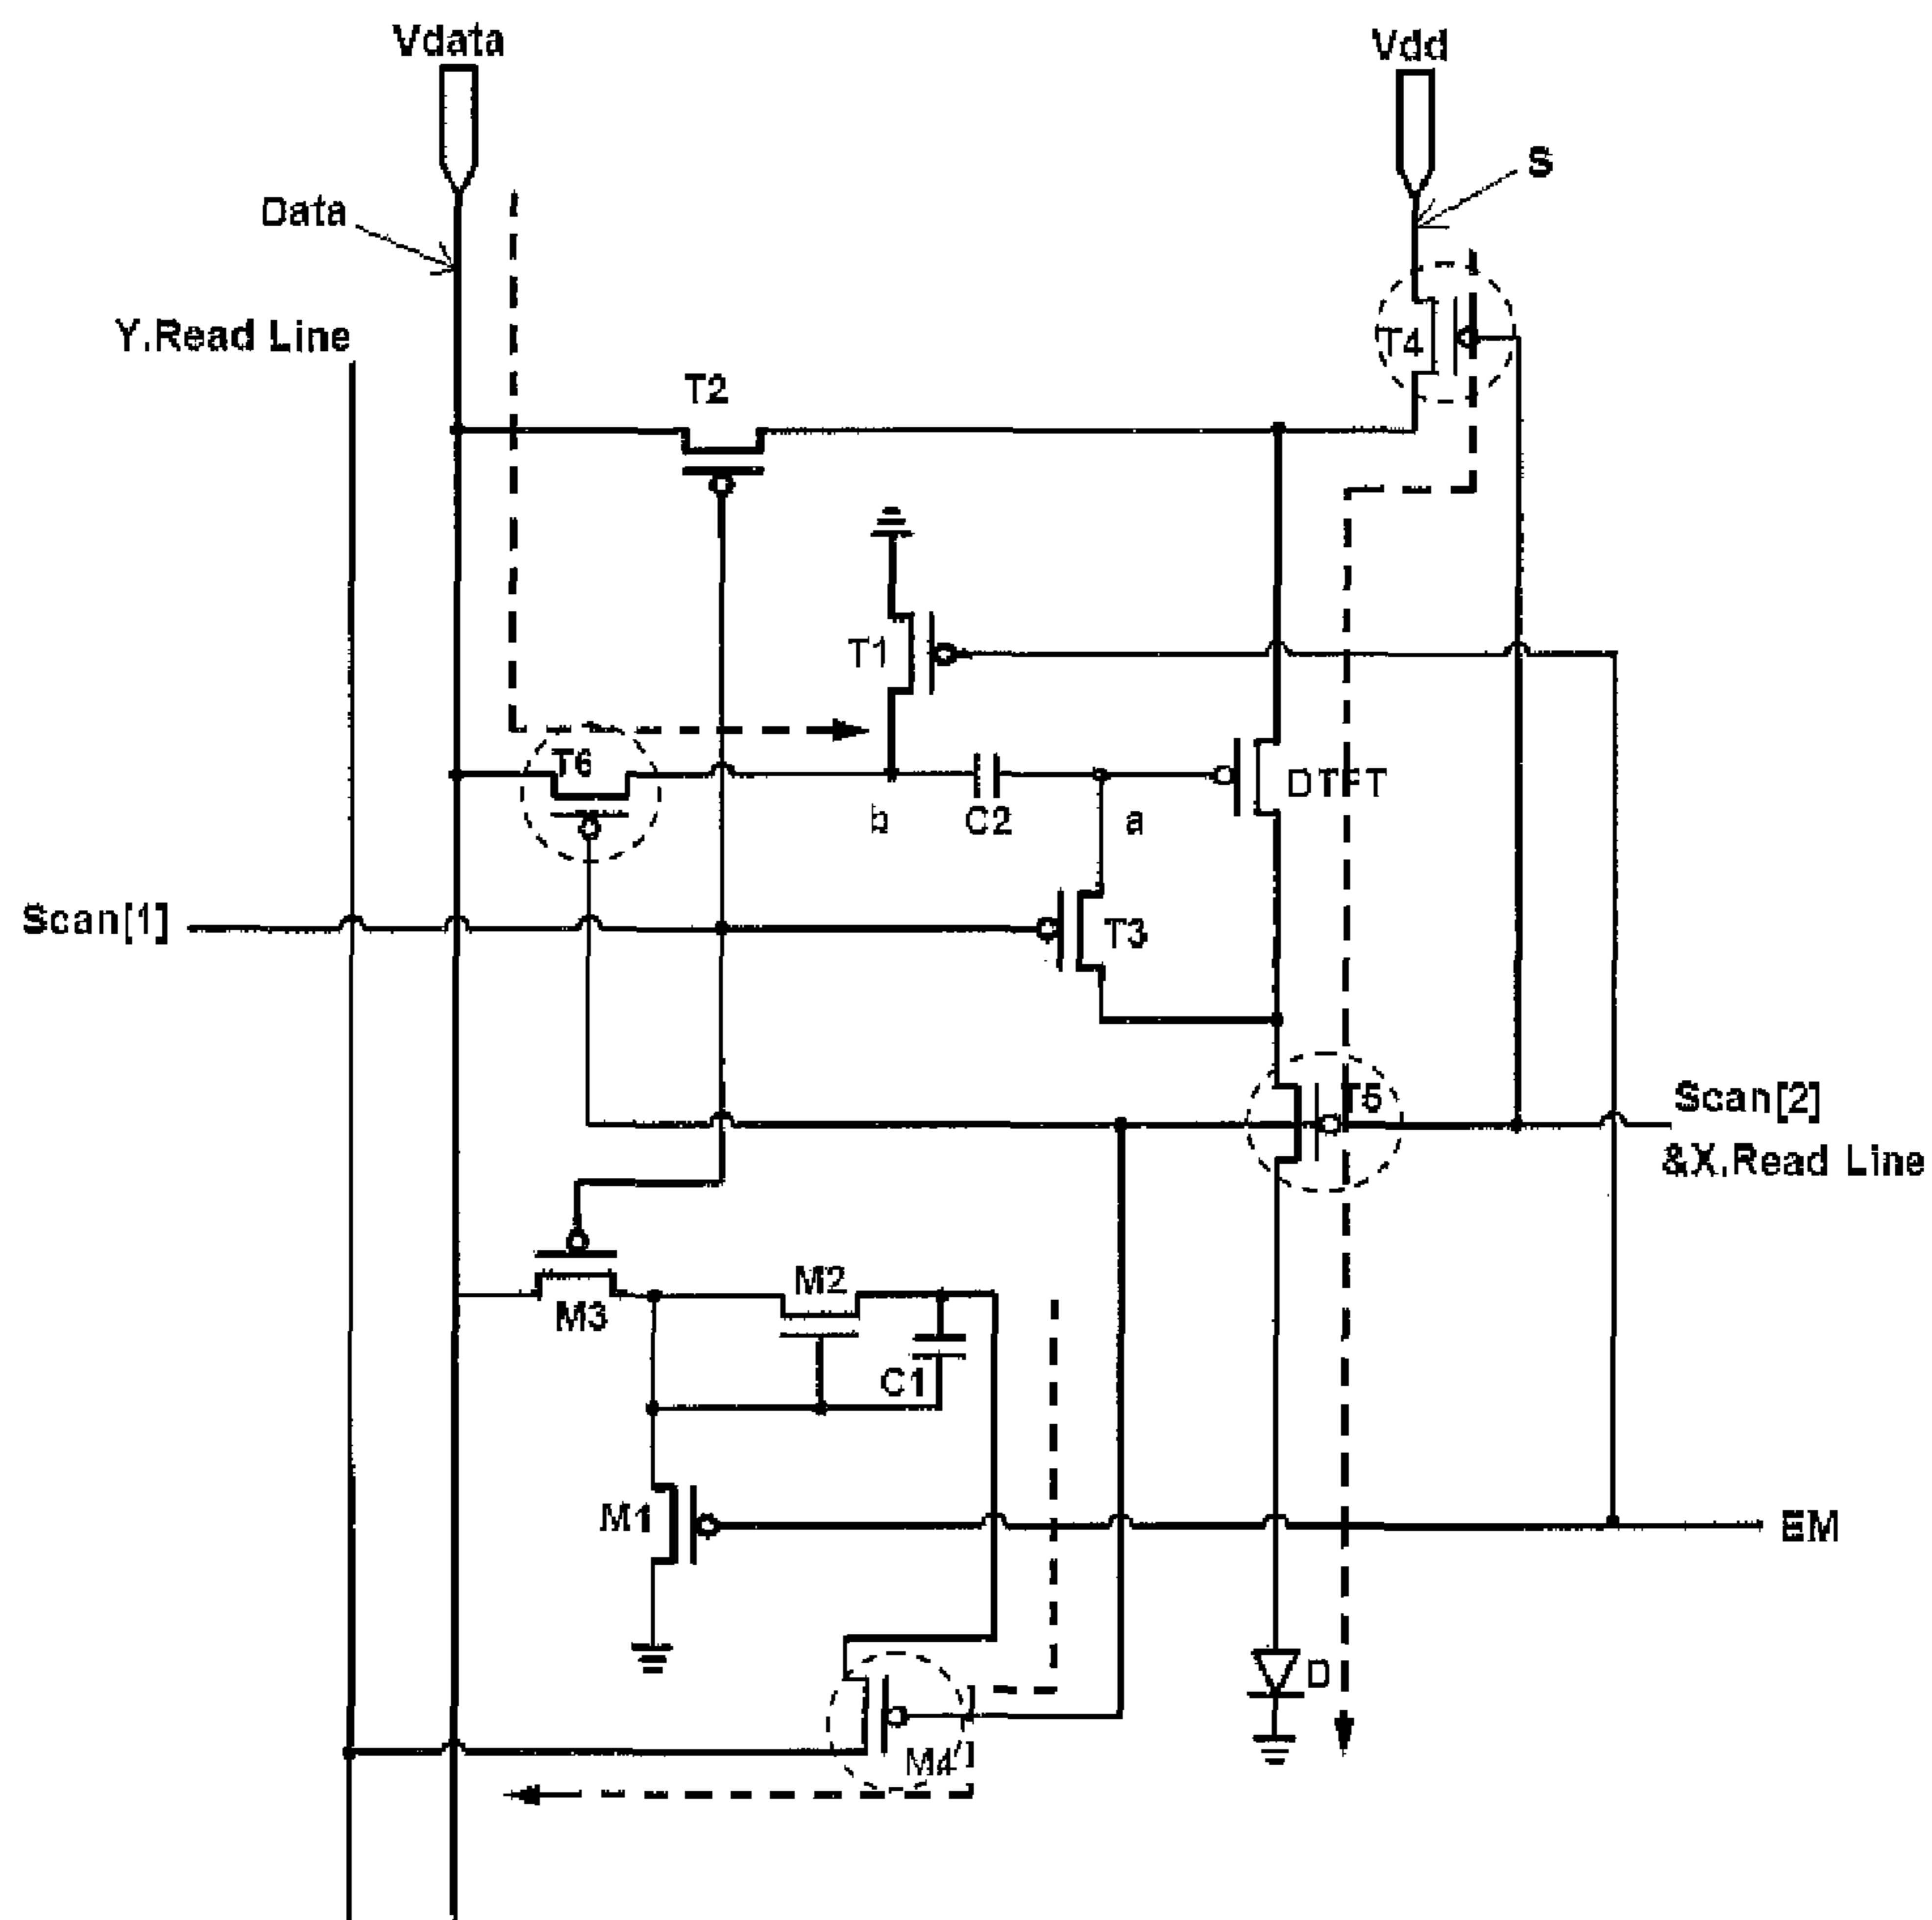 Vdata
Vdd
S
Data
Y.Read Line
T4
T2
T1
T6
DTFT
b
C2
a
Scan[1]
T3
T5
Scan[2]
&X.Read Line
M2
M3
C1
M1
EM
D
M4